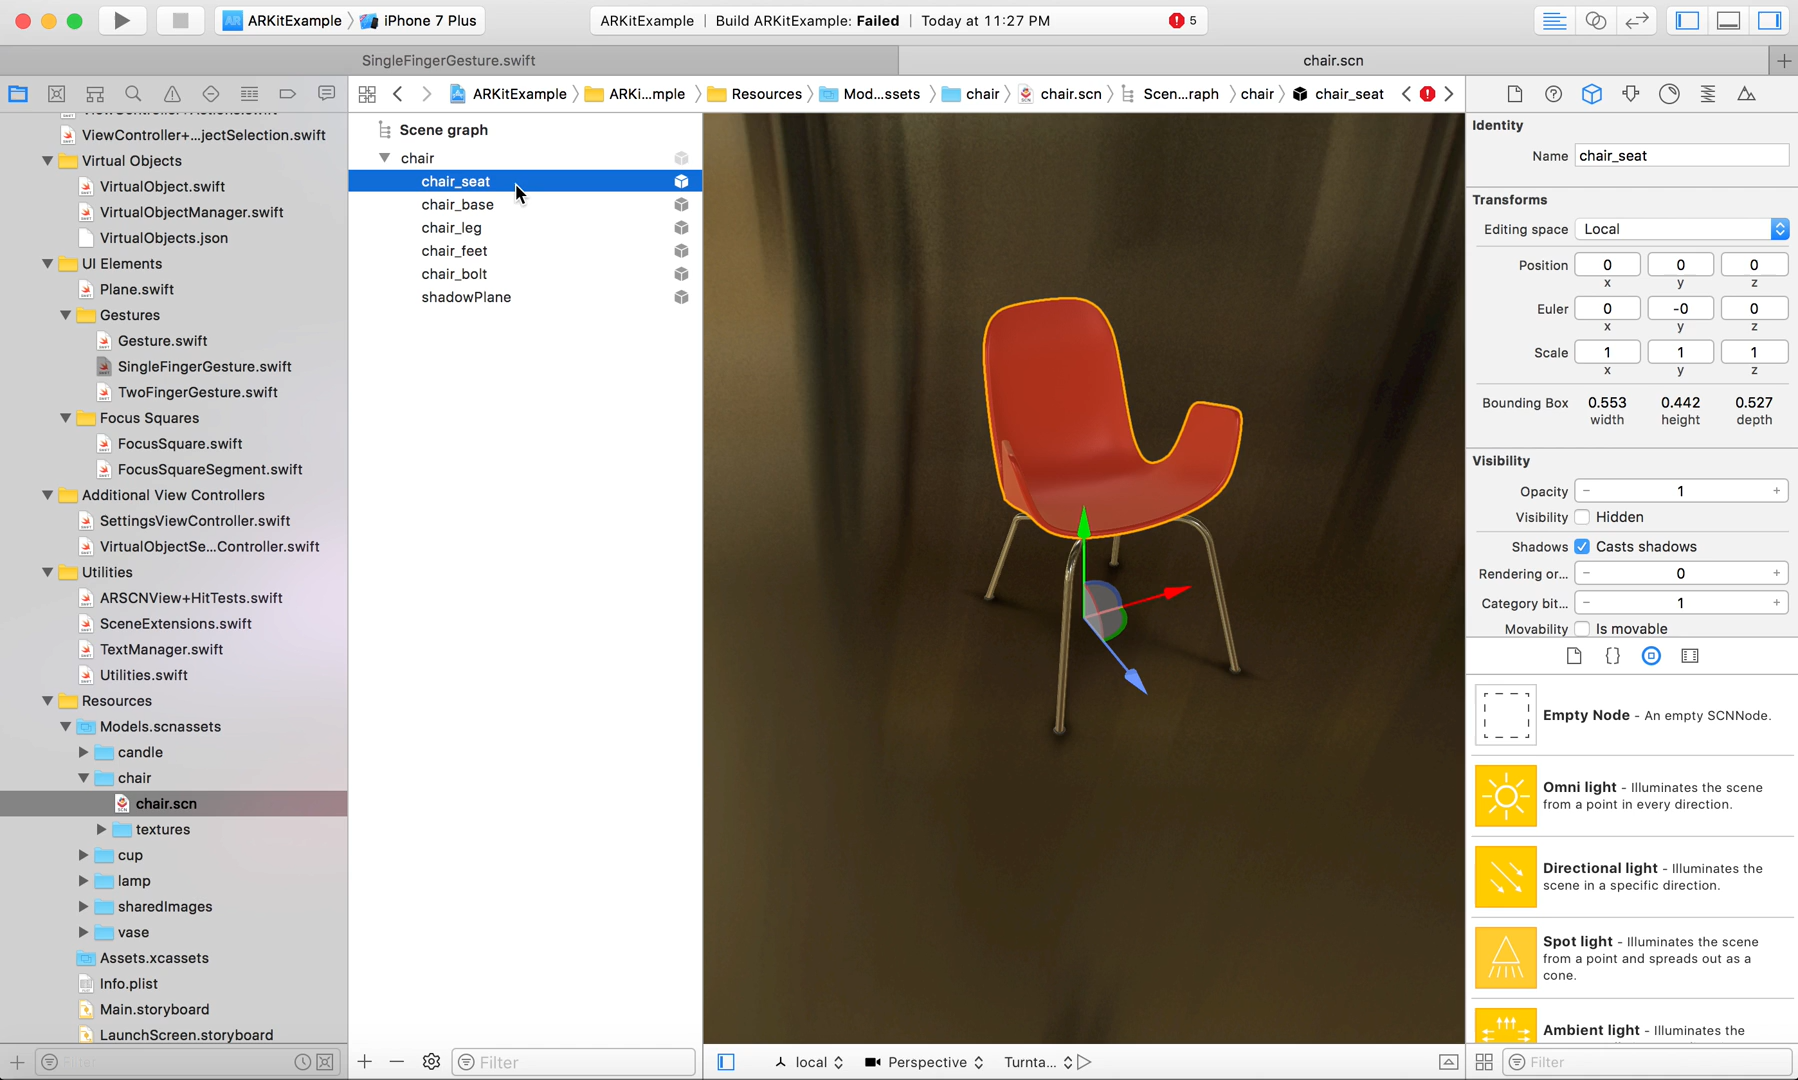 ARKitExample 〉 iPhone 7 Plus
ARKitExample | Build ARKitExample: Failed | Today at 11:27 PM
5
SingleFingerGesture.swift
chair.scn
ARKitExample 〉 ARKi...mple 〉 Resources 〉 Mod...ssets 〉 chair 〉 chair.scn 〉 Scen...raph 〉 chair 〉 chair_seat
ViewController+...jectSelection.swift
Virtual Objects
VirtualObject.swift
VirtualObjectManager.swift
VirtualObjects.json
UI Elements
Plane.swift
Gestures
Gesture.swift
SingleFingerGesture.swift
TwoFingerGesture.swift
Focus Squares
FocusSquare.swift
FocusSquareSegment.swift
Additional View Controllers
SettingsViewController.swift
VirtualObjectSe...Controller.swift
Utilities
ARSCNView+HitTests.swift
SceneExtensions.swift
TextManager.swift
Utilities.swift
Resources
Models.scnassets
candle
chair
chair.scn
textures
cup
lamp
sharedImages
vase
Assets.xcassets
Info.plist
Main.storyboard
LaunchScreen.storyboard
Filter
Scene graph
chair
chair_seat
chair_base
chair_leg
chair_feet
chair_bolt
shadowPlane
Filter
local
Perspective
Turnta...
Identity
Name chair_seat
Transforms
Editing space Local
Position 0 0 0
x y z
Euler 0 -0 0
x y z
Scale 1 1 1
x y z
Bounding Box 0.553 0.442 0.527
width height depth
Visibility
Opacity − 1 +
Visibility Hidden
Shadows Casts shadows
Rendering or... − 0 +
Category bit... − 1 +
Movability Is movable
Empty Node - An empty SCNNode.
Omni light - Illuminates the scene
from a point in every direction.
Directional light - Illuminates the
scene in a specific direction.
Spot light - Illuminates the scene
from a point and spreads out as a
cone.
Ambient light - Illuminates the
Filter